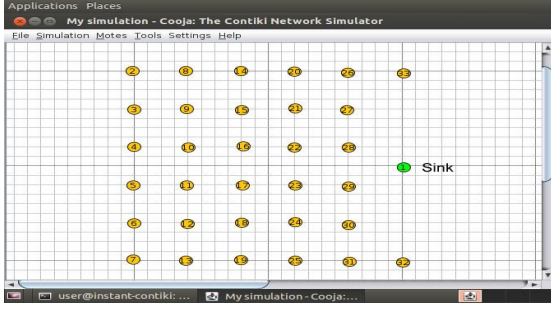 Applications Places
My simulation - Cooja: The Contiki Network Simulator
File Simulation Motes Tools Settings Help
2 8 14 20 26 33
3 9 15 21 27
4 10 16 22 28
1 Sink
5 11 17 23 29
6 12 18 24 30
7 13 19 25 31 32
user@instant-contiki: ... My simulation - Cooja:...